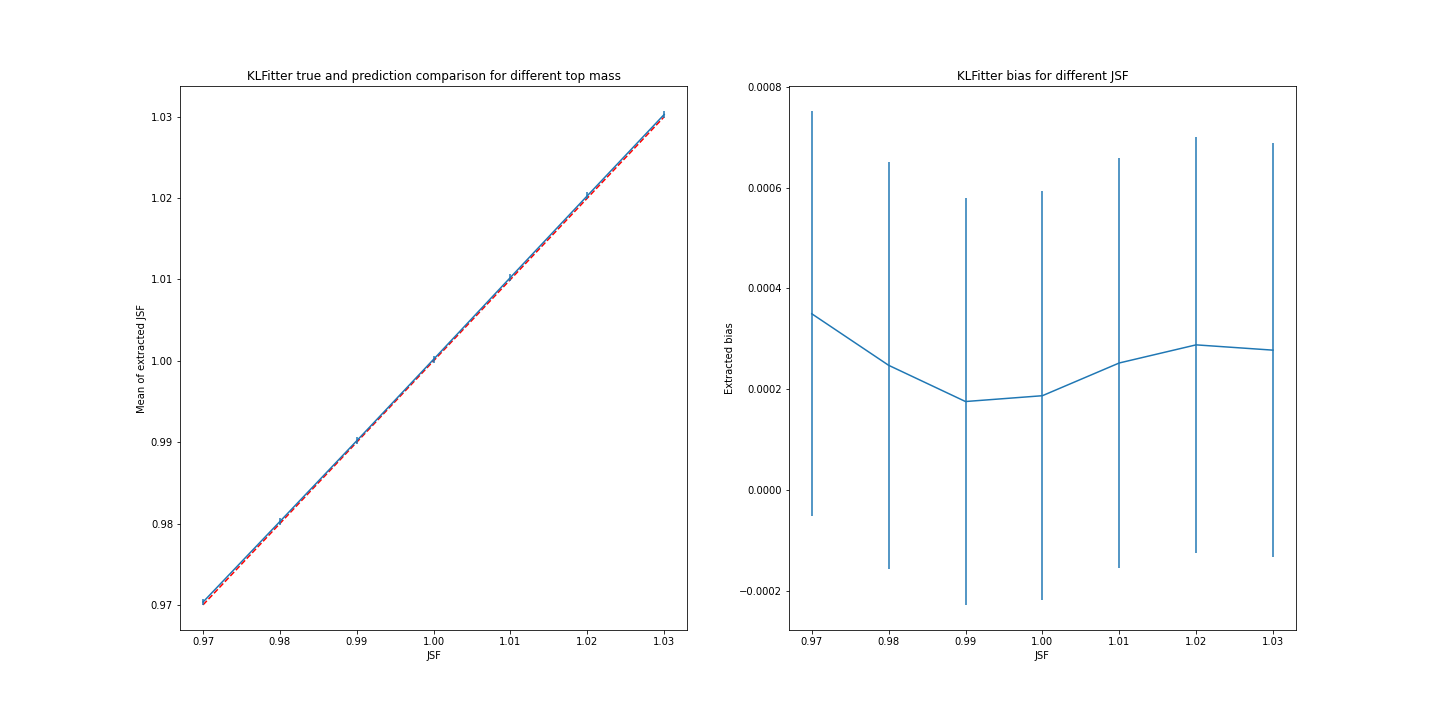 KLFitter true and prediction comparison for different top mass
Mean of extracted JSF
1.03
1.02
1.01
1.00
0.99
0.98
0.97
0.97 0.98 0.99 1.00 1.01 1.02 1.03
JSF
KLFitter bias for different JSF
Extracted bias
0.0008
0.0006
0.0004
0.0002
0.0000
−0.0002
0.97 0.98 0.99 1.00 1.01 1.02 1.03
JSF